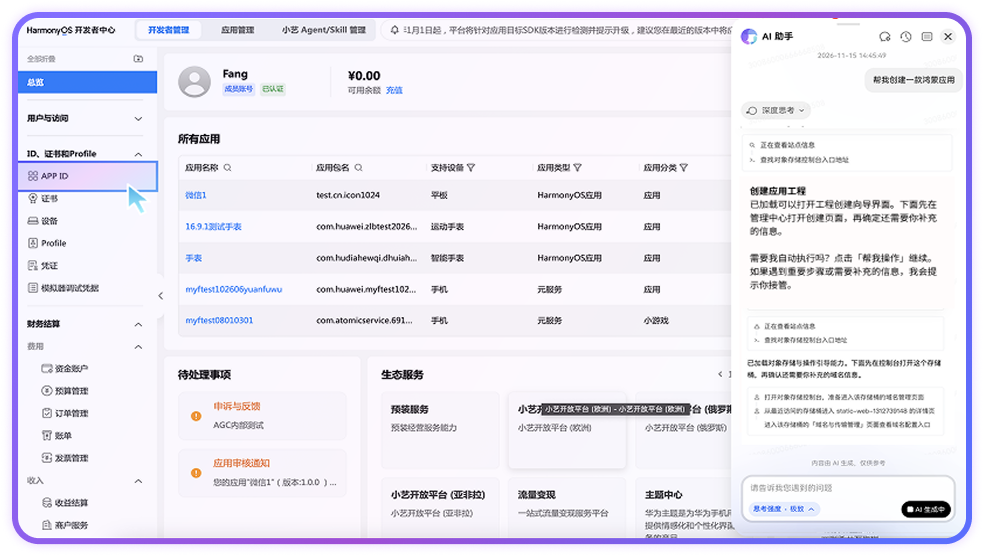 HarmonyOS 开发者中心
开发者管理
应用管理
小艺 Agent/Skill 管理
1月1日起，平台将针对应用目标SDK版本进行检测并提示升级，建议您在最近的版本中将应
全部折叠
总览
用户与访问
ID、证书和Profile
APP ID
证书
设备
Profile
凭证
模拟器调试凭据
财务结算
费用
资金账户
预算管理
订单管理
账单
发票管理
收入
收益结算
商户服务
Fang
成员账号 已认证
¥0.00
可用余额 充值
所有应用
应用名称 应用包名 支持设备 应用类型 应用分类
微信1 test.cn.icon1024 平板 HarmonyOS应用 应用
16.9.1测试手表 com.huawei.zlbtest2026... 运动手表 HarmonyOS应用 应用
手表 com.hudiahewqi.dhuiah... 智能手表 HarmonyOS应用 应用
myftest102606yuanfuwu com.huawei.myftest102... 手机 元服务 应用
myftest08010301 com.atomicservice.691... 手机 元服务 小游戏
待处理事项
申诉与反馈
AGC内部测试
应用审核通知
您的应用"微信1"（版本:1.0.0 ）...
生态服务
预装服务
预装经营服务能力
小艺开
小艺开放平台 (欧洲) - 小艺开放平台 (欧洲)
小艺开放平台 (欧洲)
台 (俄罗斯
小艺开放平台 (俄罗斯)
小艺开放平台 (亚非拉)
小艺开放平台 (亚非拉)
流量变现
一站式流量变现服务平台
主题中心
华为主题是为华为手机用
提供情感化和个性化界面
AI 助手
2026-11-15 14:45:49
帮我创建一款鸿蒙应用
深度思考
正在查看站点信息
查找对象存储控制台入口地址
创建应用工程
已加载可以打开工程创建向导界面。下面先在
管理中心打开创建页面，再确定还需要你补充
的信息。
需要我自动执行吗？点击「帮我操作」继续。
如果遇到重要步骤或需要补充的信息，我会提
示你接管。
正在查看站点信息
查找对象存储控制台入口地址
已加载对象存储与操作引导能力。下面先在控制台打开这个存储
桶，再确认还需要你补充的域名信息。
打开对象存储控制台，准备进入该存储桶的域名管理页面
从最近访问的存储桶进入 static-web-1312739148 的详情页
进入该存储桶的「域名与传输管理」页面查看域名配置入口
内容由 AI 生成，仅供参考
请告诉我您遇到的问题
思考强度 · 极致
AI 生成中